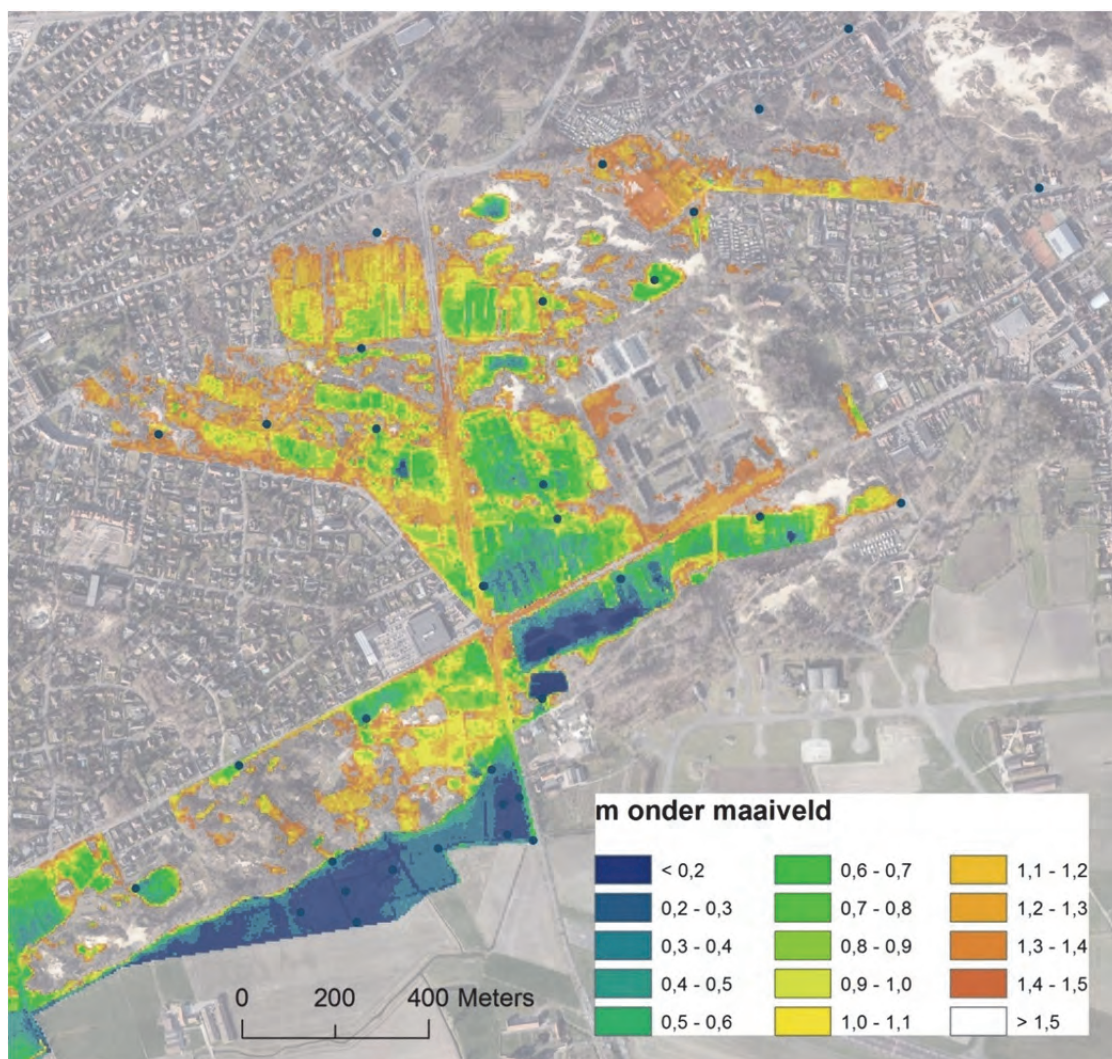 m onder maaiveld
< 0,2
0,2 - 0,3
0,3 - 0,4
0,4 - 0,5
0,5 - 0,6
0,6 - 0,7
0,7 - 0,8
0,8 - 0,9
0,9 - 1,0
1,0 - 1,1
1,1 - 1,2
1,2 - 1,3
1,3 - 1,4
1,4 - 1,5
> 1,5
0 200 400 Meters